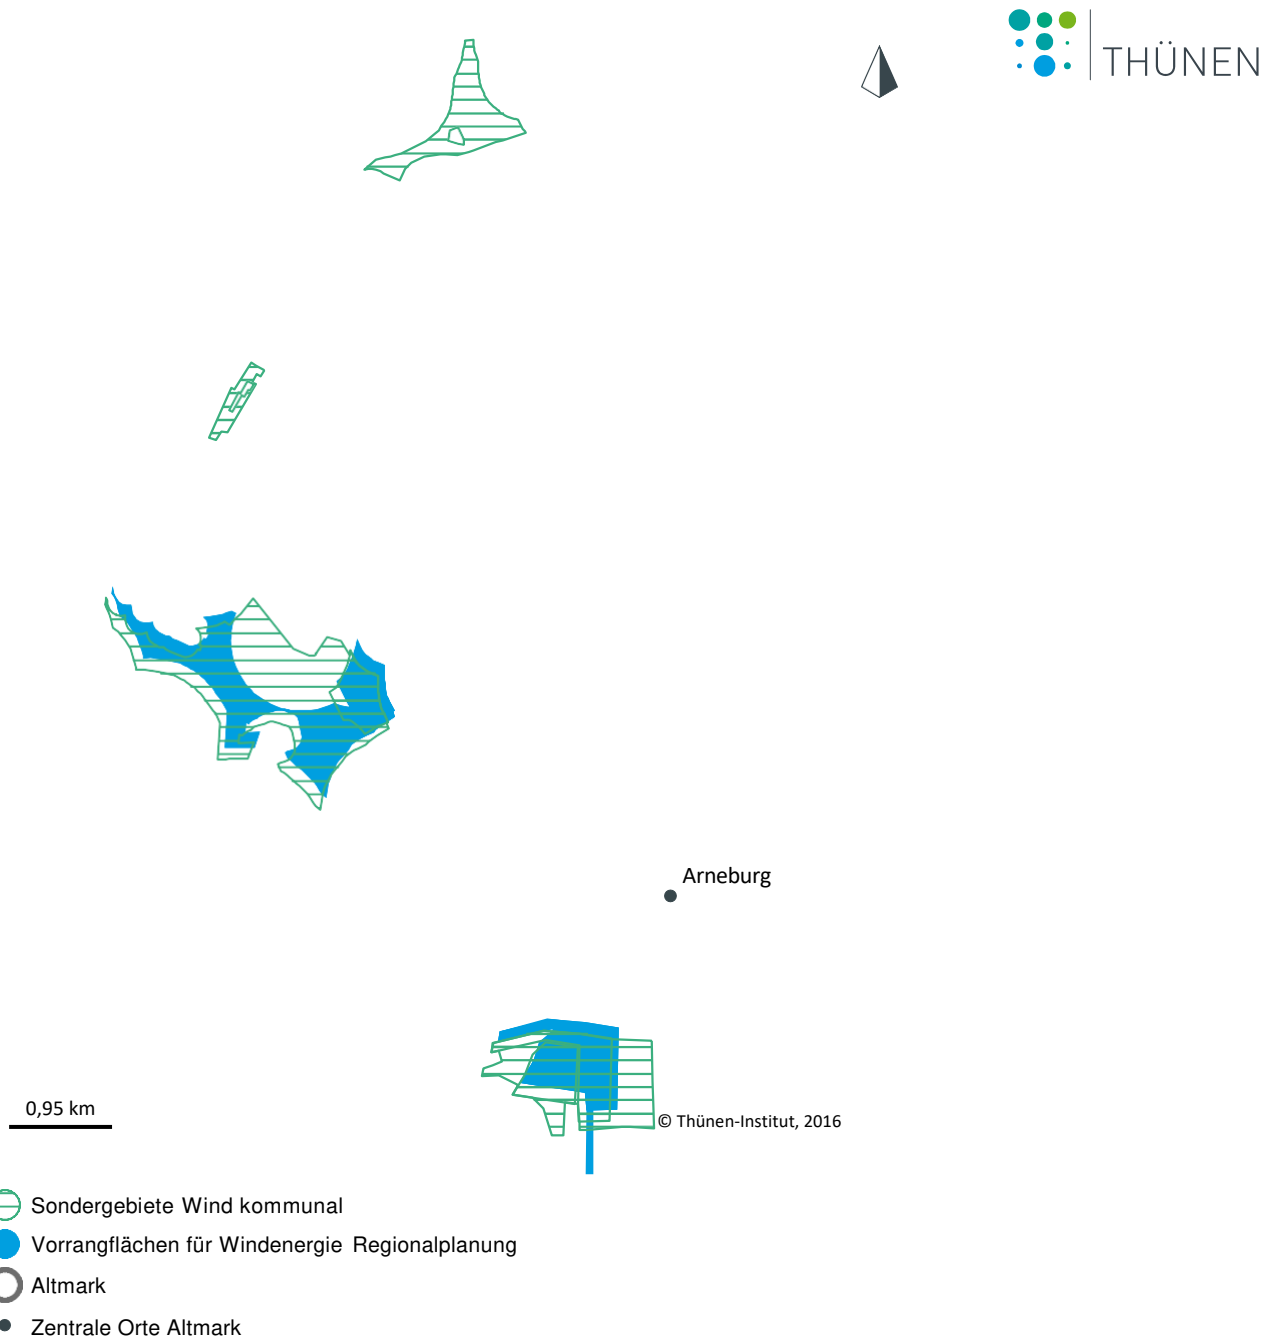 THÜNEN
Arneburg
0,95 km
© Thünen-Institut, 2016
Sondergebiete Wind kommunal
Vorrangflächen für Windenergie Regionalplanung
Altmark
Zentrale Orte Altmark